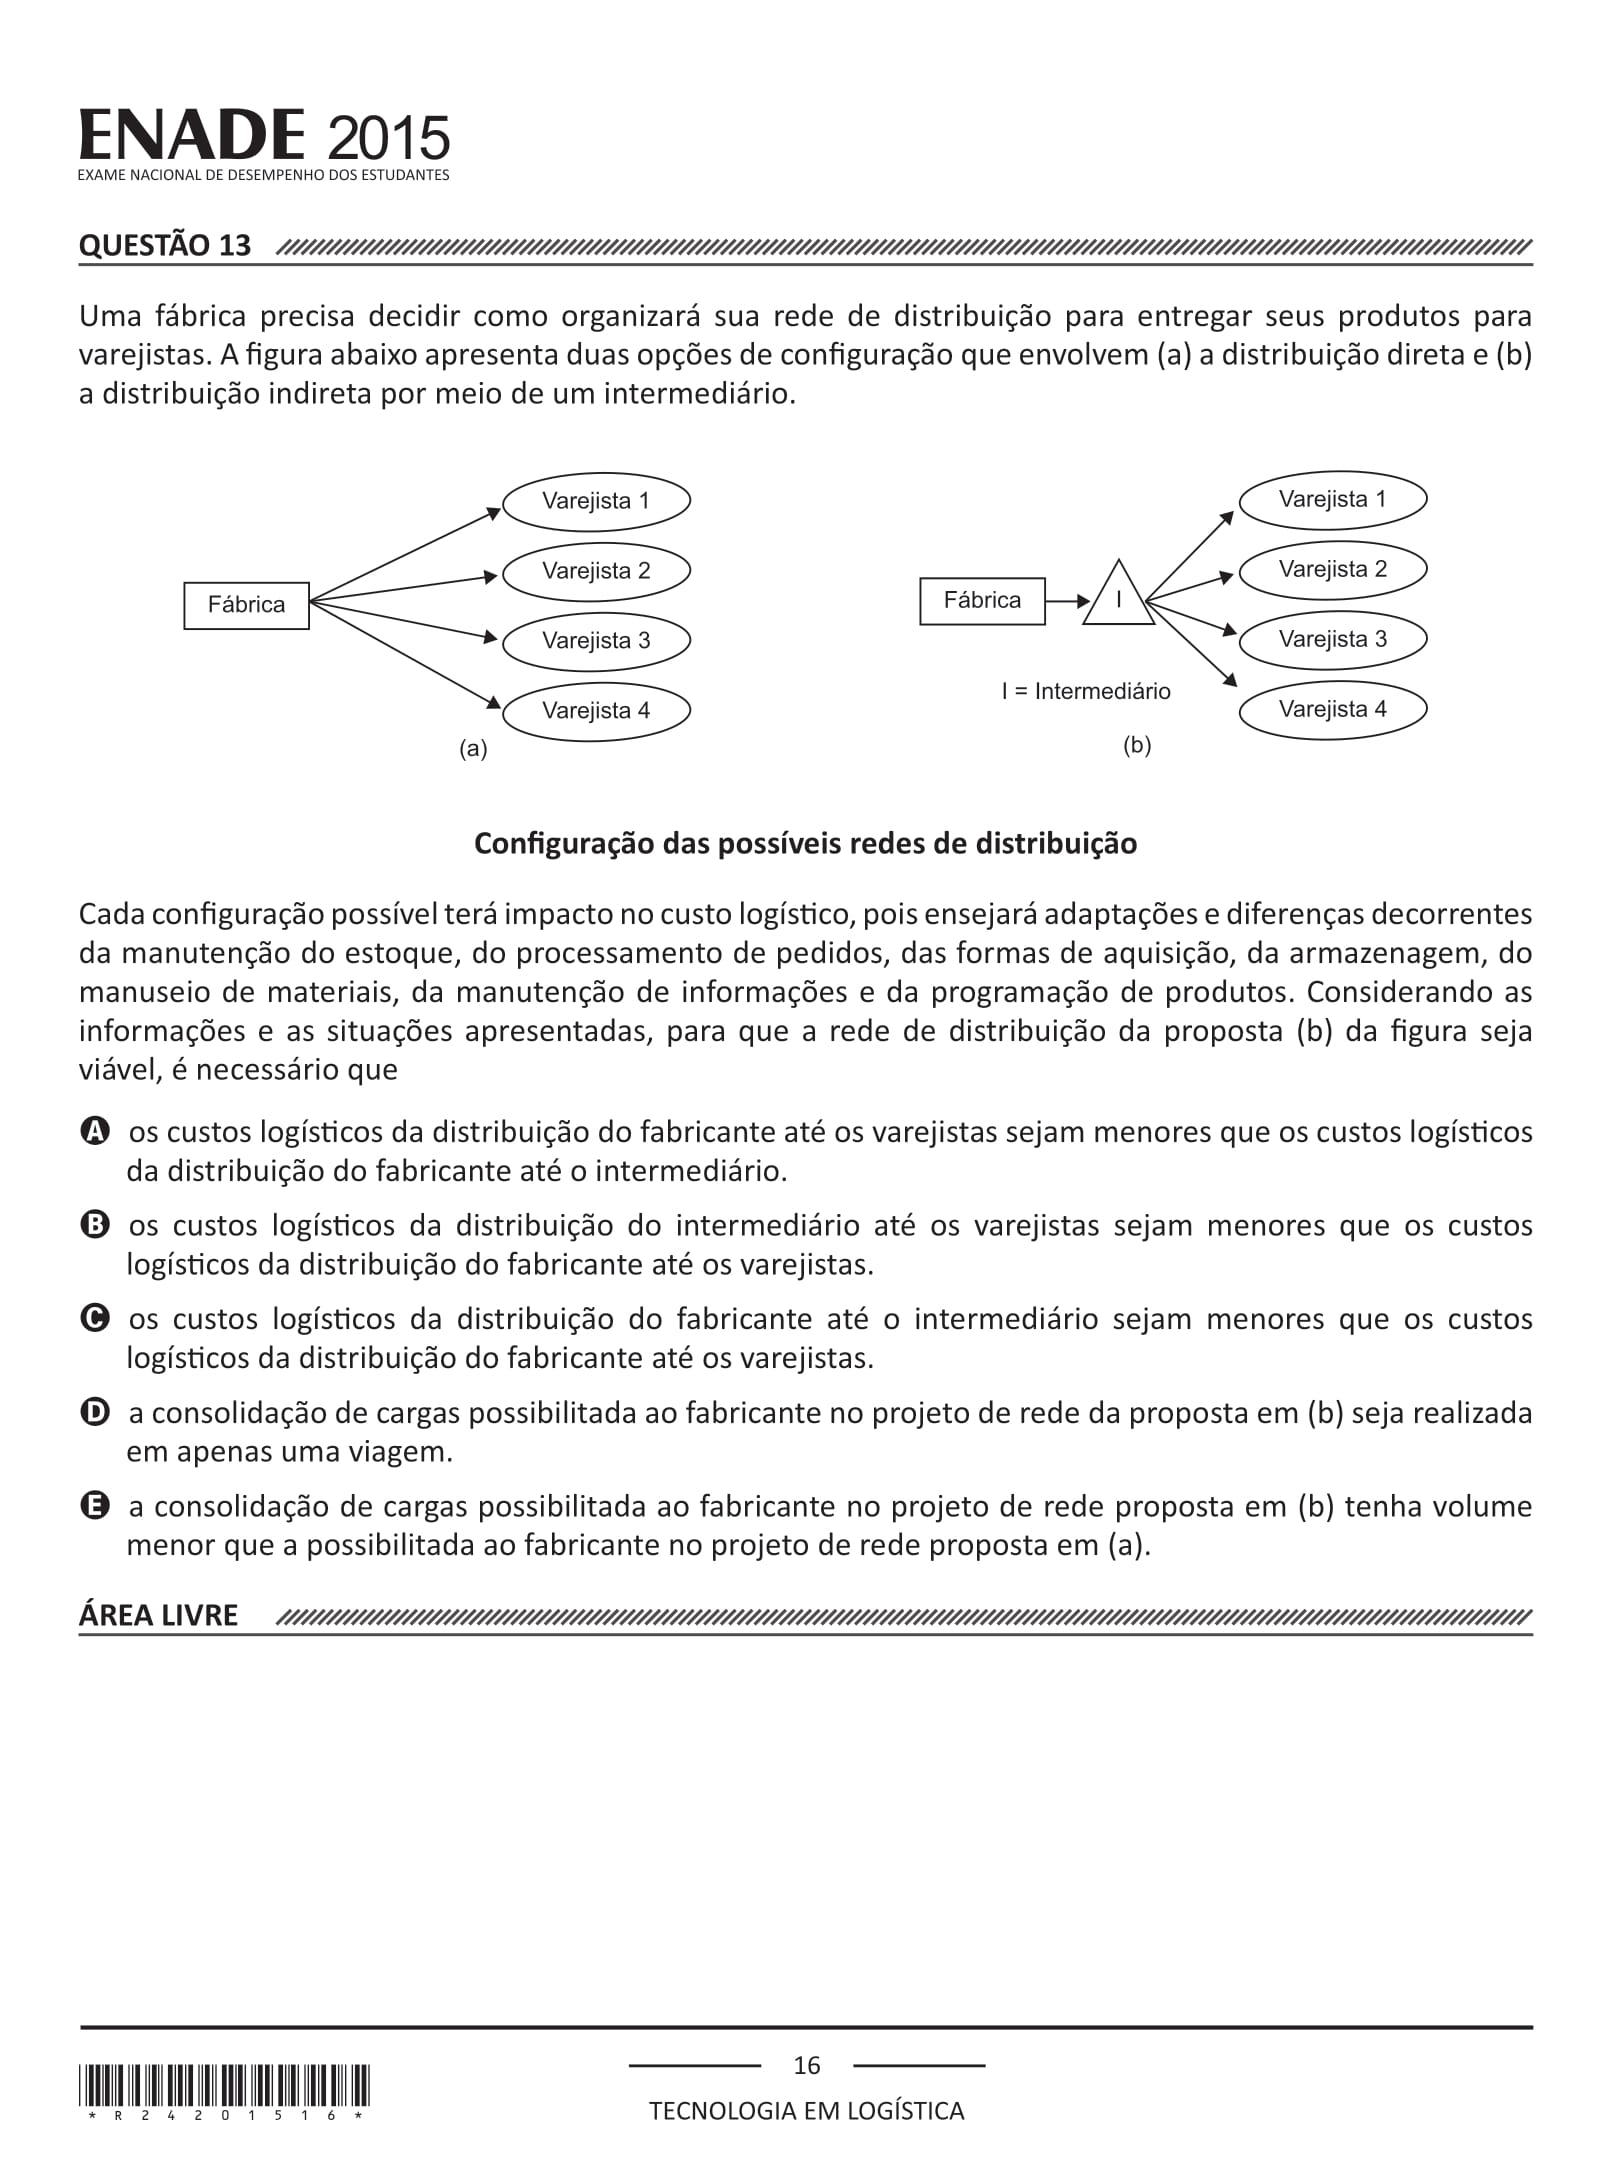 ENADE 2015
EXAME NACIONAL DE DESEMPENHO DOS ESTUDANTES
QUESTÃO 13
Uma fábrica precisa decidir como organizará sua rede de distribuição para entregar seus produtos para
varejistas. A figura abaixo apresenta duas opções de configuração que envolvem (a) a distribuição direta e (b)
a distribuição indireta por meio de um intermediário.
Fábrica
Varejista 1
Varejista 2
Varejista 3
Varejista 4
(a)
Fábrica
I
Varejista 1
Varejista 2
Varejista 3
Varejista 4
I = Intermediário
(b)
Configuração das possíveis redes de distribuição
Cada configuração possível terá impacto no custo logístico, pois ensejará adaptações e diferenças decorrentes
da manutenção do estoque, do processamento de pedidos, das formas de aquisição, da armazenagem, do
manuseio de materiais, da manutenção de informações e da programação de produtos. Considerando as
informações e as situações apresentadas, para que a rede de distribuição da proposta (b) da figura seja
viável, é necessário que
A os custos logísticos da distribuição do fabricante até os varejistas sejam menores que os custos logísticos
da distribuição do fabricante até o intermediário.
B os custos logísticos da distribuição do intermediário até os varejistas sejam menores que os custos
logísticos da distribuição do fabricante até os varejistas.
C os custos logísticos da distribuição do fabricante até o intermediário sejam menores que os custos
logísticos da distribuição do fabricante até os varejistas.
D a consolidação de cargas possibilitada ao fabricante no projeto de rede da proposta em (b) seja realizada
em apenas uma viagem.
E a consolidação de cargas possibilitada ao fabricante no projeto de rede proposta em (b) tenha volume
menor que a possibilitada ao fabricante no projeto de rede proposta em (a).
ÁREA LIVRE
16
TECNOLOGIA EM LOGÍSTICA
* R 2 4 2 0 1 5 1 6 *